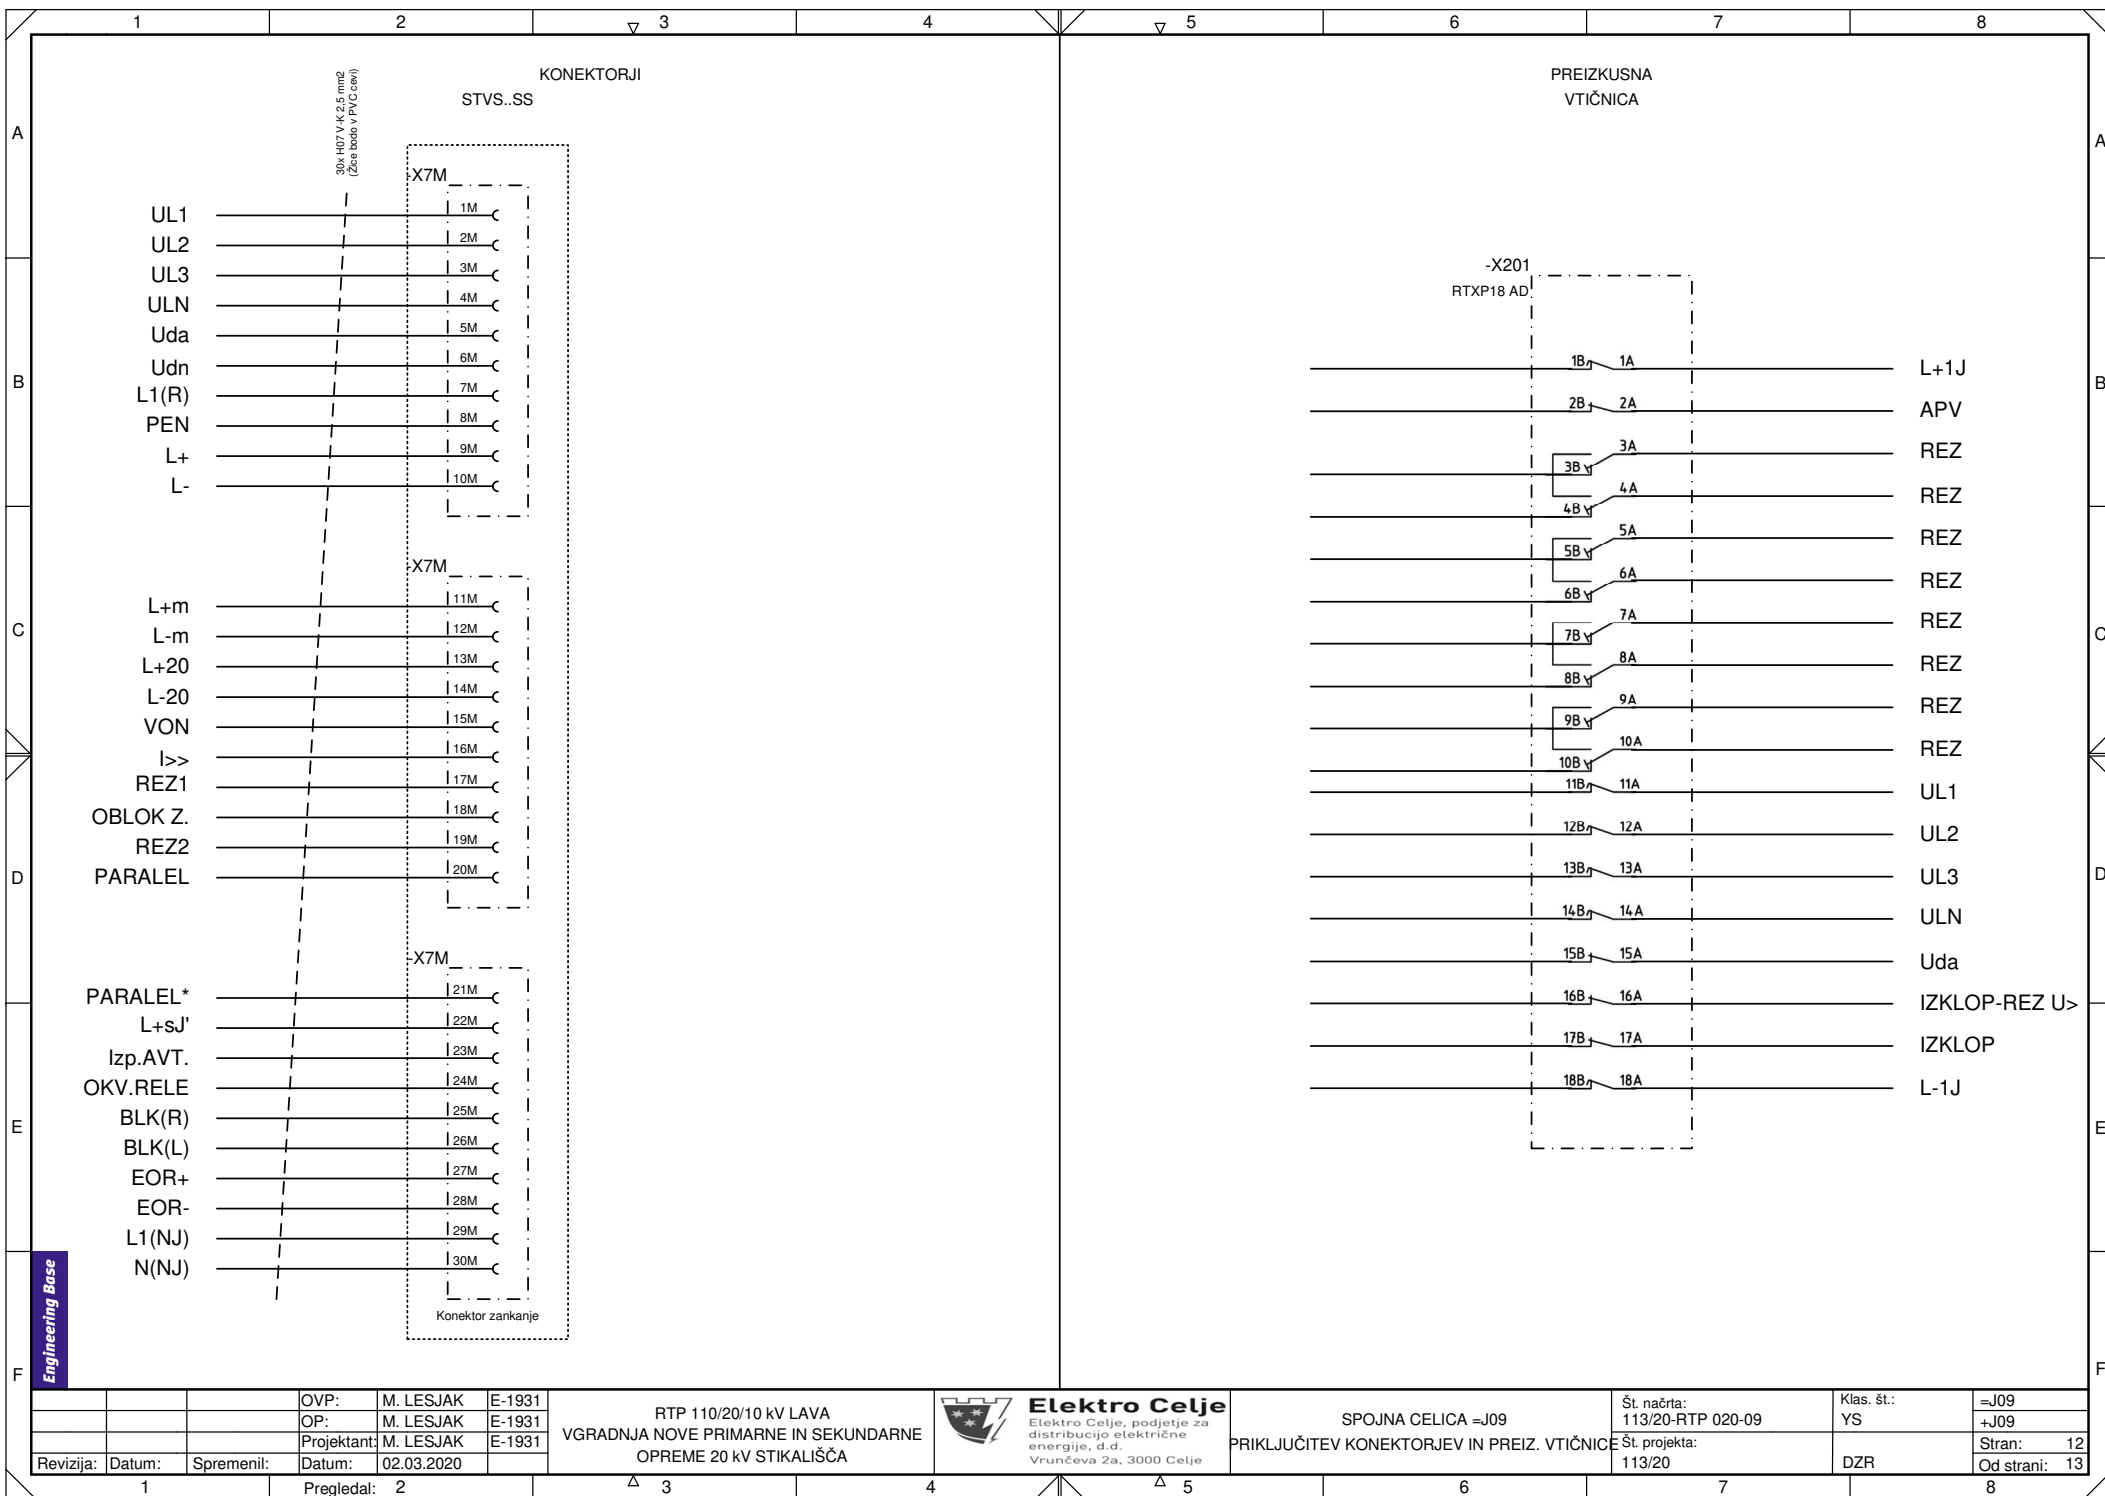 1 2 3 4 5 6 7 8
A
B
C
D
E
F
KONEKTORJI
STVS..SS
30x H07 V-K 2,5 mm2
(Žice bodo v PVC cevi)
-X7M
UL1 1M
UL2 2M
UL3 3M
ULN 4M
Uda 5M
Udn 6M
L1(R) 7M
PEN 8M
L+ 9M
L- 10M
-X7M
L+m 11M
L-m 12M
L+20 13M
L-20 14M
VON 15M
I>> 16M
REZ1 17M
OBLOK Z. 18M
REZ2 19M
PARALEL 20M
-X7M
PARALEL* 21M
L+sJ' 22M
Izp.AVT. 23M
OKV.RELE 24M
BLK(R) 25M
BLK(L) 26M
EOR+ 27M
EOR- 28M
L1(NJ) 29M
N(NJ) 30M
Konektor zankanje
PREIZKUSNA
VTIČNICA
-X201
RTXP18 AD
1B 1A L+1J
2B 2A APV
3B 3A REZ
4B 4A REZ
5B 5A REZ
6B 6A REZ
7B 7A REZ
8B 8A REZ
9B 9A REZ
10B 10A REZ
11B 11A UL1
12B 12A UL2
13B 13A UL3
14B 14A ULN
15B 15A Uda
16B 16A IZKLOP-REZ U>
17B 17A IZKLOP
18B 18A L-1J
A
B
C
D
E
F
Engineering Base
OVP: M. LESJAK E-1931
OP: M. LESJAK E-1931
Projektant: M. LESJAK E-1931
Revizija: Datum: Spremenil: Datum: 02.03.2020
Pregledal:
RTP 110/20/10 kV LAVA
VGRADNJA NOVE PRIMARNE IN SEKUNDARNE
OPREME 20 kV STIKALIŠČA
Elektro Celje
Elektro Celje, podjetje za
distribucijo električne
energije, d.d.
Vrunčeva 2a, 3000 Celje
SPOJNA CELICA =J09
PRIKLJUČITEV KONEKTORJEV IN PREIZ. VTIČNICE
Št. načrta:
113/20-RTP 020-09
Št. projekta:
113/20
Klas. št.:
YS
DZR
=J09
+J09
Stran: 12
Od strani: 13
1 2 3 4 5 6 7 8